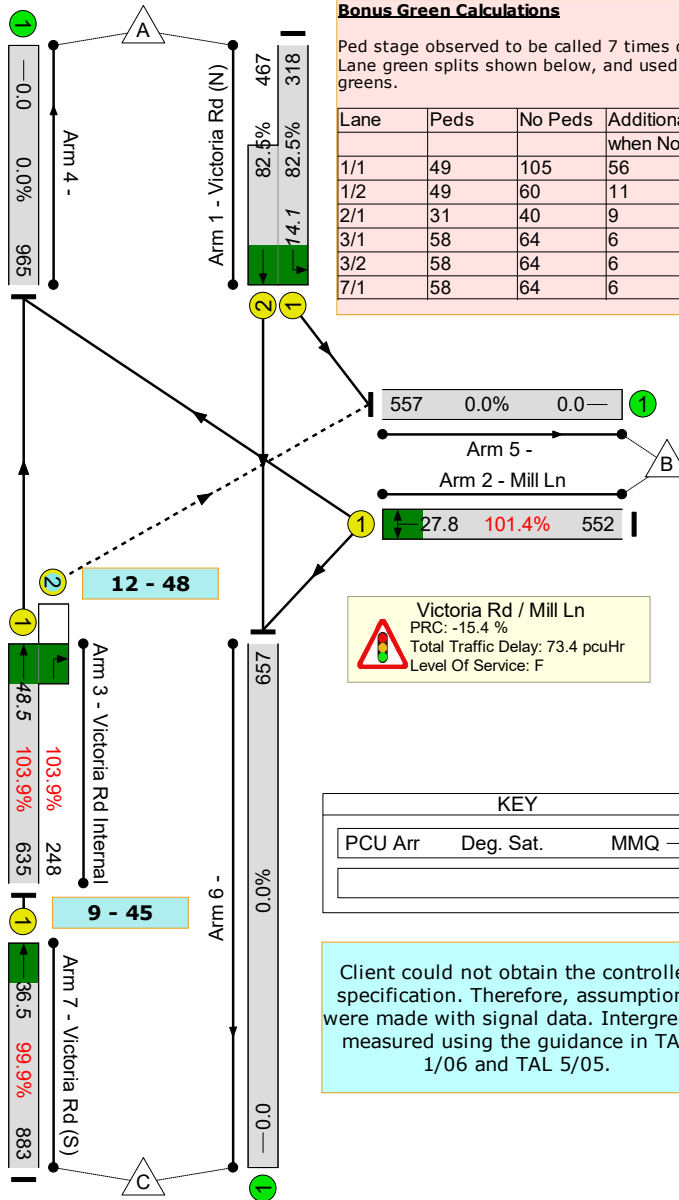 Bonus Green Calculations
Ped stage observed to be called 7 times
Lane green splits shown below, and used
greens.
Lane Peds No Peds Additiona
when No
1/1 49 105 56
1/2 49 60 11
2/1 31 40 9
3/1 58 64 6
3/2 58 64 6
7/1 58 64 6
A
1
0.0 0.0% 965
Arm 4 -
Arm 1 - Victoria Rd (N)
467 82.5%
318 82.5% 14.1
2
1
557 0.0% 0.0
1
Arm 5 -
B
Arm 2 - Mill Ln
1
27.8 101.4% 552
2
12 - 48
1
Victoria Rd / Mill Ln
PRC: -15.4 %
Total Traffic Delay: 73.4 pcuHr
Level Of Service: F
Arm 3 - Victoria Rd Internal
48.5 103.9% 635
103.9% 248
Arm 6 -
657 0.0% 0.0
1
9 - 45
1
Arm 7 - Victoria Rd (S)
36.5 99.9% 883
C
KEY
PCU Arr Deg. Sat. MMQ
Client could not obtain the controlle
specification. Therefore, assumption
were made with signal data. Intergre
measured using the guidance in TA
1/06 and TAL 5/05.